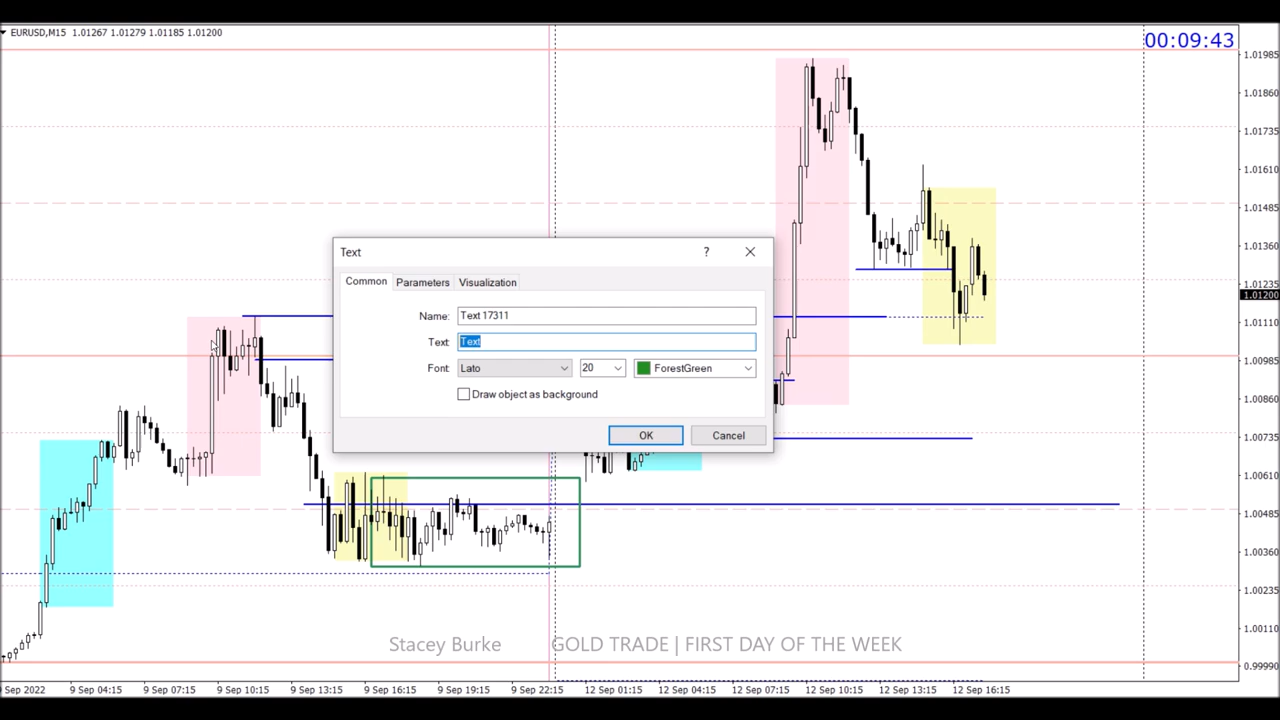 EURUSD,M15 1.01267 1.01279 1.01185 1.01200
00:09:43
1.01985
1.01860
1.01735
1.01610
1.01485
1.01360
1.01235
1.01200
1.01110
1.00985
1.00860
1.00735
1.00610
1.00485
1.00360
1.00235
1.00110
0.99990
Text
?
Common Parameters Visualization
Name: Text 17311
Text: Text
Font: Lato 20 ForestGreen
Draw object as background
OK Cancel
Stacey Burke GOLD TRADE | FIRST DAY OF THE WEEK
Sep 2022 9 Sep 04:15 9 Sep 07:15 9 Sep 10:15 9 Sep 13:15 9 Sep 16:15 9 Sep 19:15 9 Sep 22:15 12 Sep 01:15 12 Sep 04:15 12 Sep 07:15 12 Sep 10:15 12 Sep 13:15 12 Sep 16:15